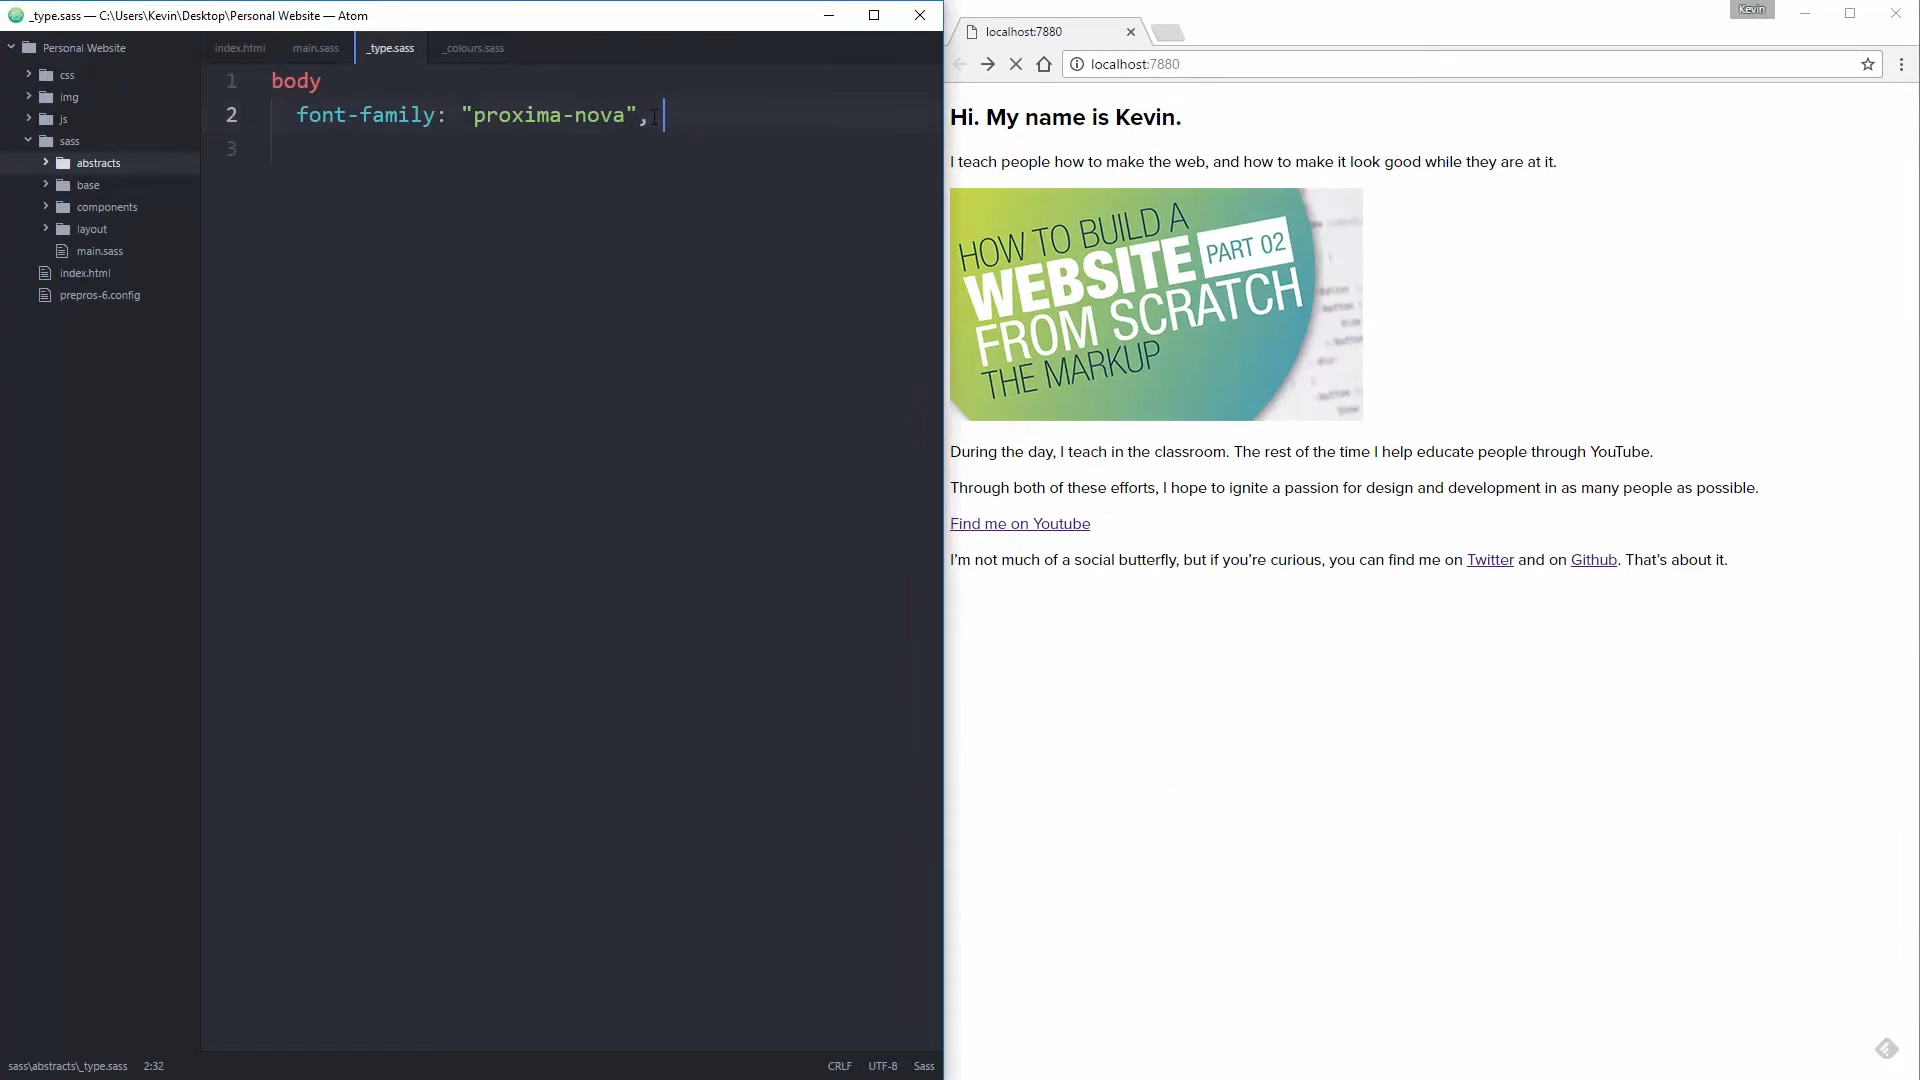 _type.sass — C:\Users\Kevin\Desktop\Personal Website — Atom
Personal Website
css
img
js
sass
abstracts
base
components
layout
main.sass
index.html
prepros-6.config
index.html
main.sass
_type.sass
_colours.sass
1 body
2 font-family: "proxima-nova",
3
sass\abstracts\_type.sass 2:32
CRLF UTF-8 Sass
Kevin
localhost:7880
localhost:7880
Hi. My name is Kevin.
I teach people how to make the web, and how to make it look good while they are at it.
HOW TO BUILD A
WEBSITE PART 02
FROM SCRATCH
THE MARKUP
During the day, I teach in the classroom. The rest of the time I help educate people through YouTube.
Through both of these efforts, I hope to ignite a passion for design and development in as many people as possible.
Find me on Youtube
I’m not much of a social butterfly, but if you’re curious, you can find me on Twitter and on Github. That’s about it.